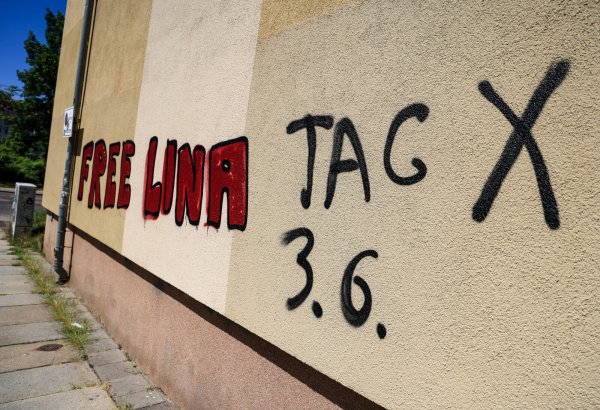 FREE LINA
TAG X
3.6.